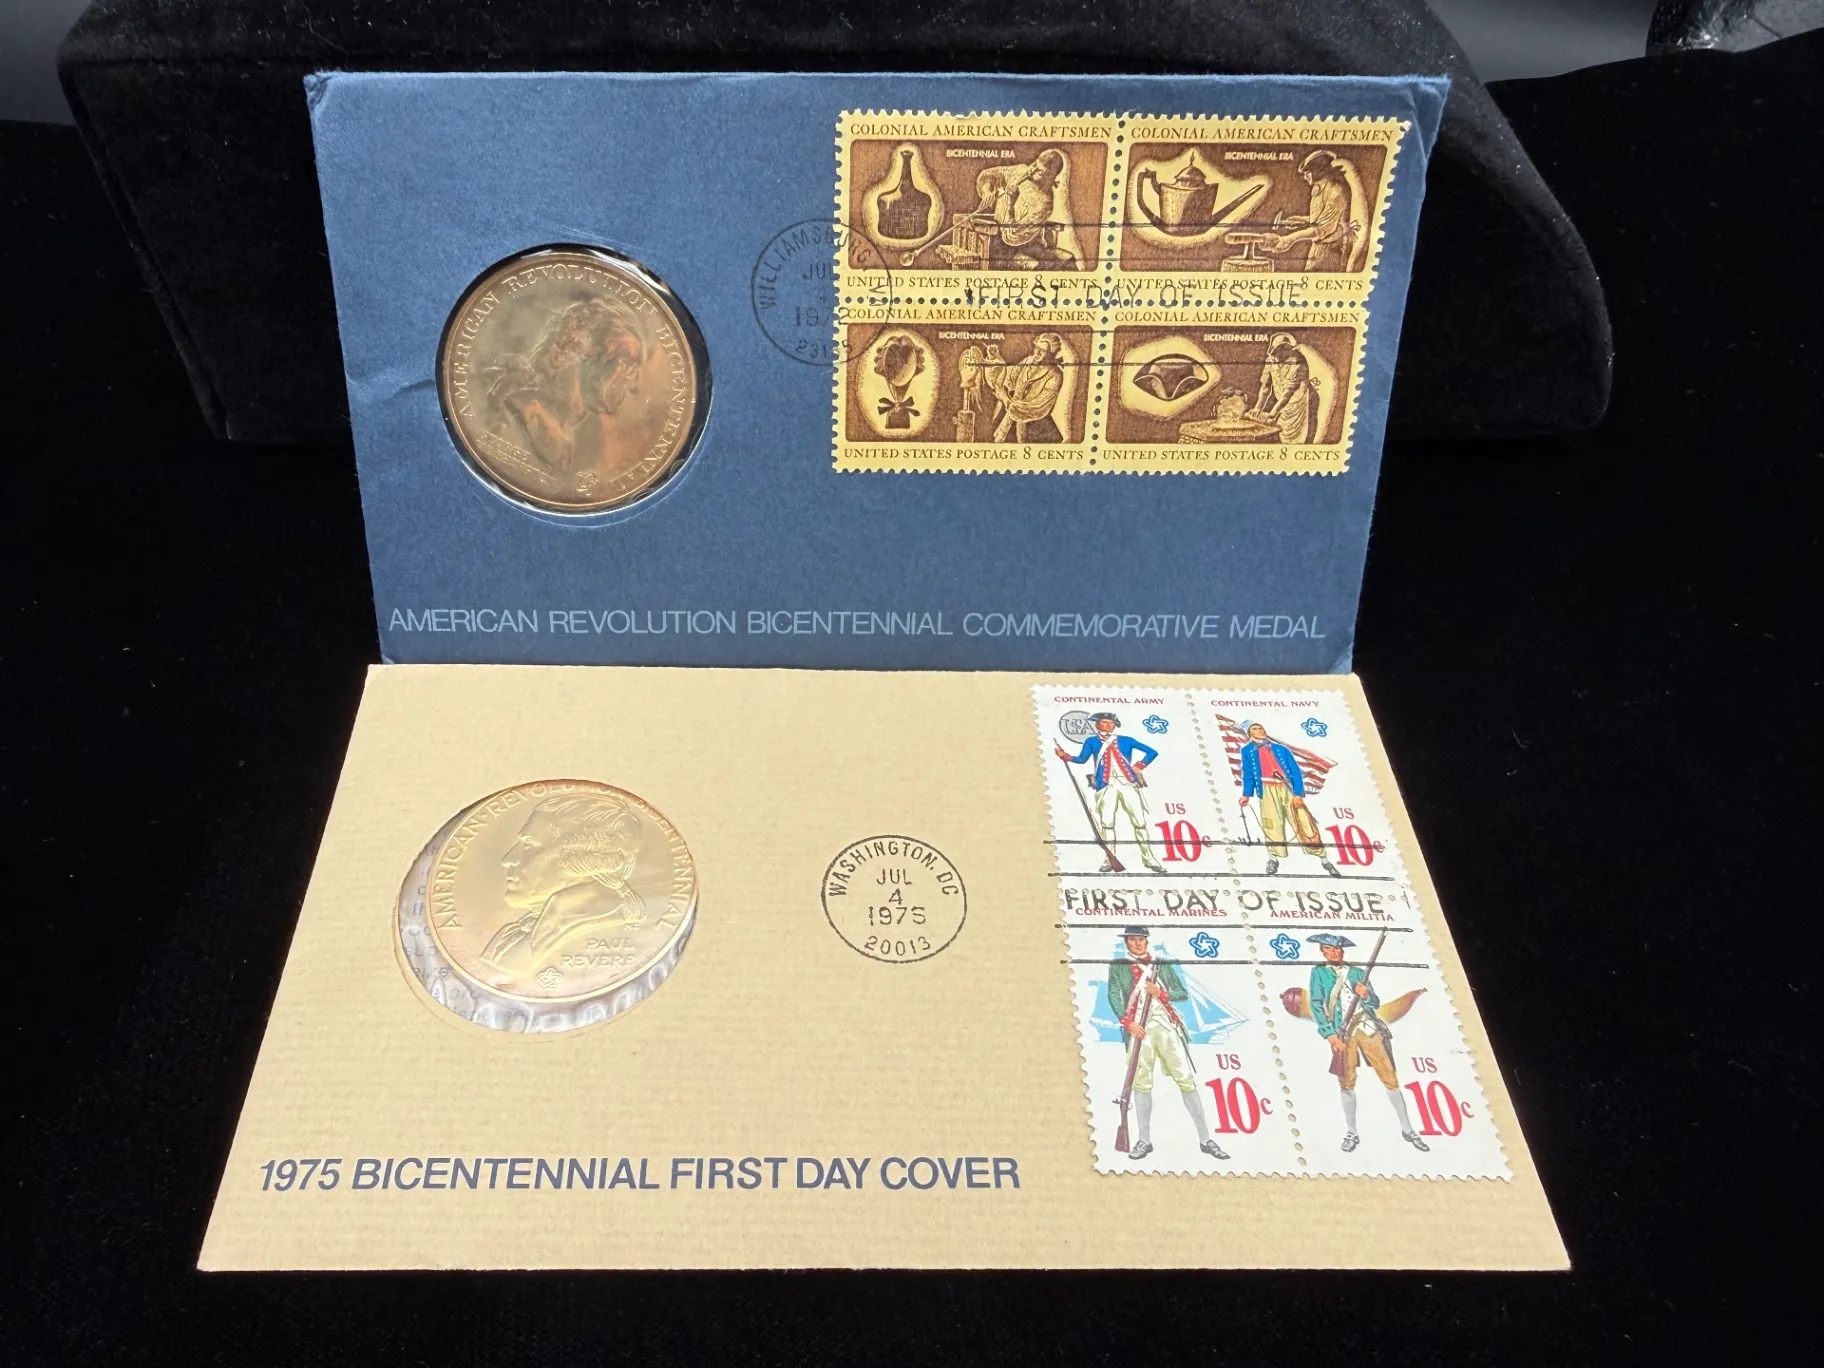 COLONIAL AMERICAN CRAFTSMEN
BICENTENNIAL ERA
UNITED STATES POSTAGE 8 CENTS
COLONIAL AMERICAN CRAFTSMEN
BICENTENNIAL ERA
UNITED STATES POSTAGE 8 CENTS
COLONIAL AMERICAN CRAFTSMEN
BICENTENNIAL ERA
UNITED STATES POSTAGE 8 CENTS
COLONIAL AMERICAN CRAFTSMEN
BICENTENNIAL ERA
UNITED STATES POSTAGE 8 CENTS
WILLIAMSBURG,
JUL
1972
FIRST DAY OF ISSUE
AMERICAN REVOLUTION BICENTENNIAL
GEORGE
WASHINGTON
AMERICAN REVOLUTION BICENTENNIAL COMMEMORATIVE MEDAL
CONTINENTAL ARMY
US
10c
CONTINENTAL NAVY
US
10c
FIRST DAY OF ISSUE
CONTINENTAL MARINES
US
10c
AMERICAN MILITIA
US
10c
AMERICAN·REVOLUTION BICENTENNIAL
PAUL
REVERE
WASHINGTON, DC
JUL
4
1975
20013
1975 BICENTENNIAL FIRST DAY COVER